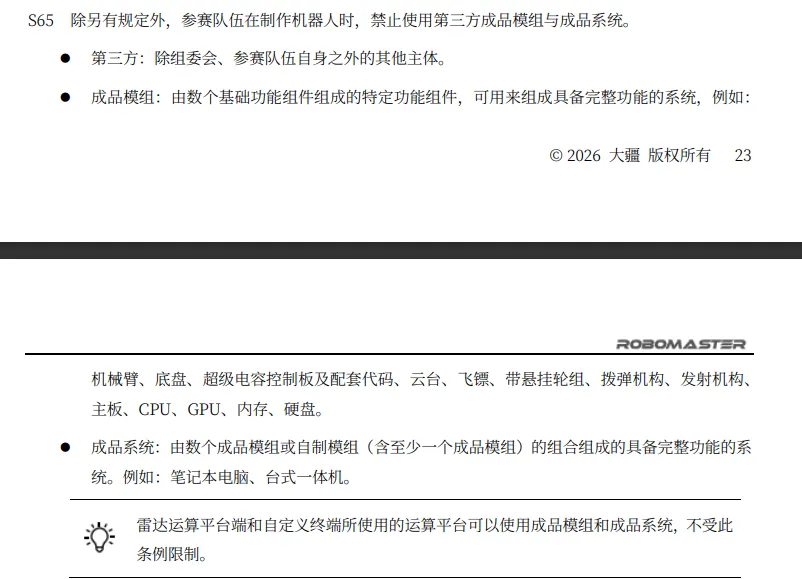 S65 除另有规定外，参赛队伍在制作机器人时，禁止使用第三方成品模组与成品系统。
● 第三方：除组委会、参赛队伍自身之外的其他主体。
● 成品模组：由数个基础功能组件组成的特定功能组件，可用来组成具备完整功能的系统，例如：
© 2026 大疆 版权所有 23
ROBOMASTER
机械臂、底盘、超级电容控制板及配套代码、云台、飞镖、带悬挂轮组、拨弹机构、发射机构、
主板、CPU、GPU、内存、硬盘。
● 成品系统：由数个成品模组或自制模组（含至少一个成品模组）的组合组成的具备完整功能的系
统。例如：笔记本电脑、台式一体机。
雷达运算平台端和自定义终端所使用的运算平台可以使用成品模组和成品系统，不受此
条例限制。